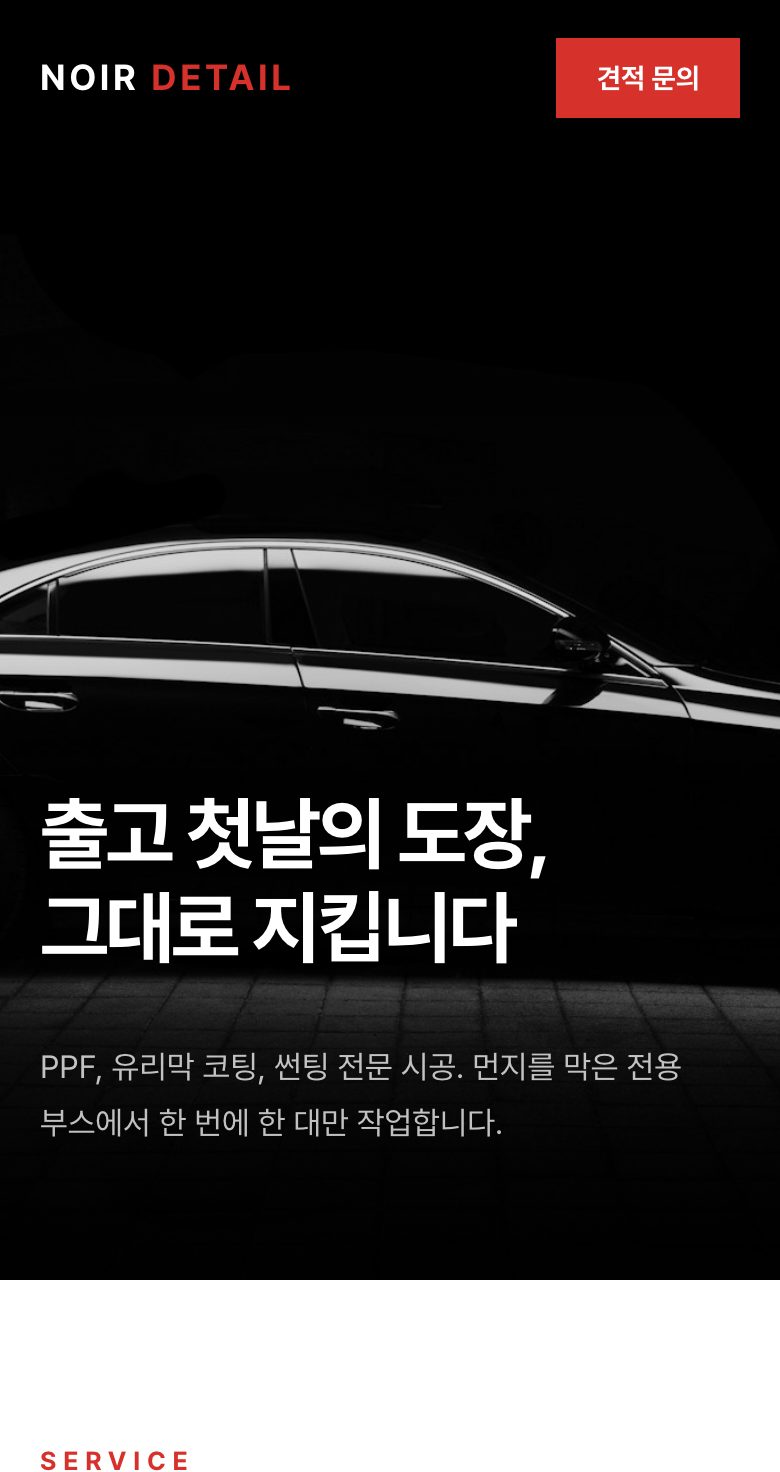 NOIR DETAIL
견적 문의
출고 첫날의 도장,
그대로 지킵니다
PPF, 유리막 코팅, 썬팅 전문 시공. 먼지를 막은 전용
부스에서 한 번에 한 대만 작업합니다.
SERVICE